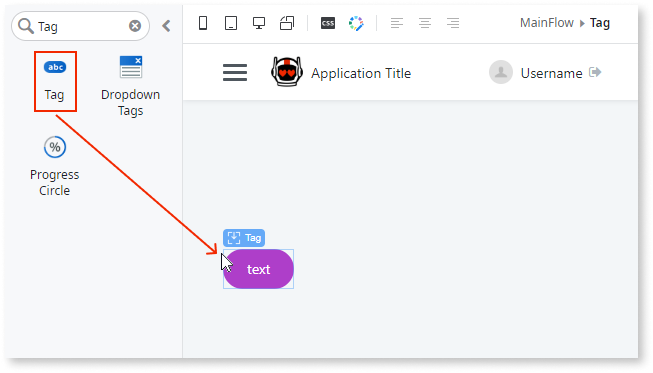 Tag
css
MainFlow Tag
abc
Tag
Dropdown
Tags
%
Progress
Circle
Application Title
Username
Tag
text